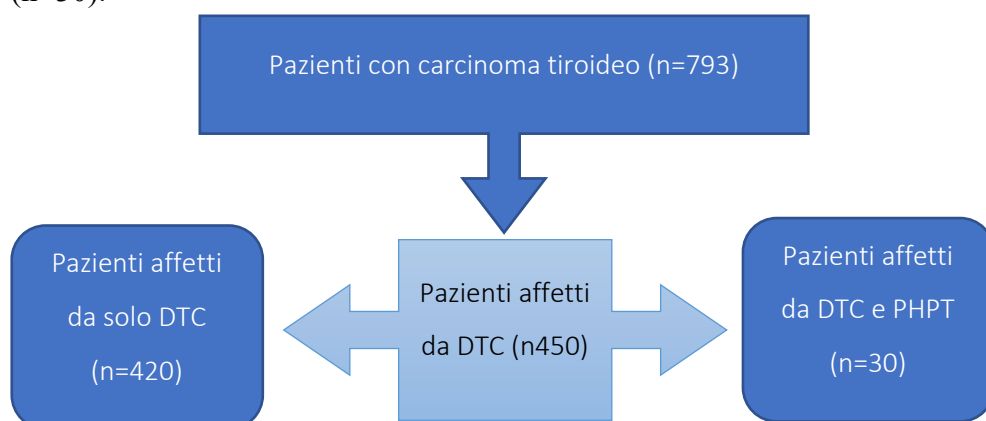 Pazienti con carcinoma tiroideo (n=793)
Pazienti affetti
da solo DTC
(n=420)
Pazienti affetti
da DTC (n450)
Pazienti affetti
da DTC e PHPT
(n=30)